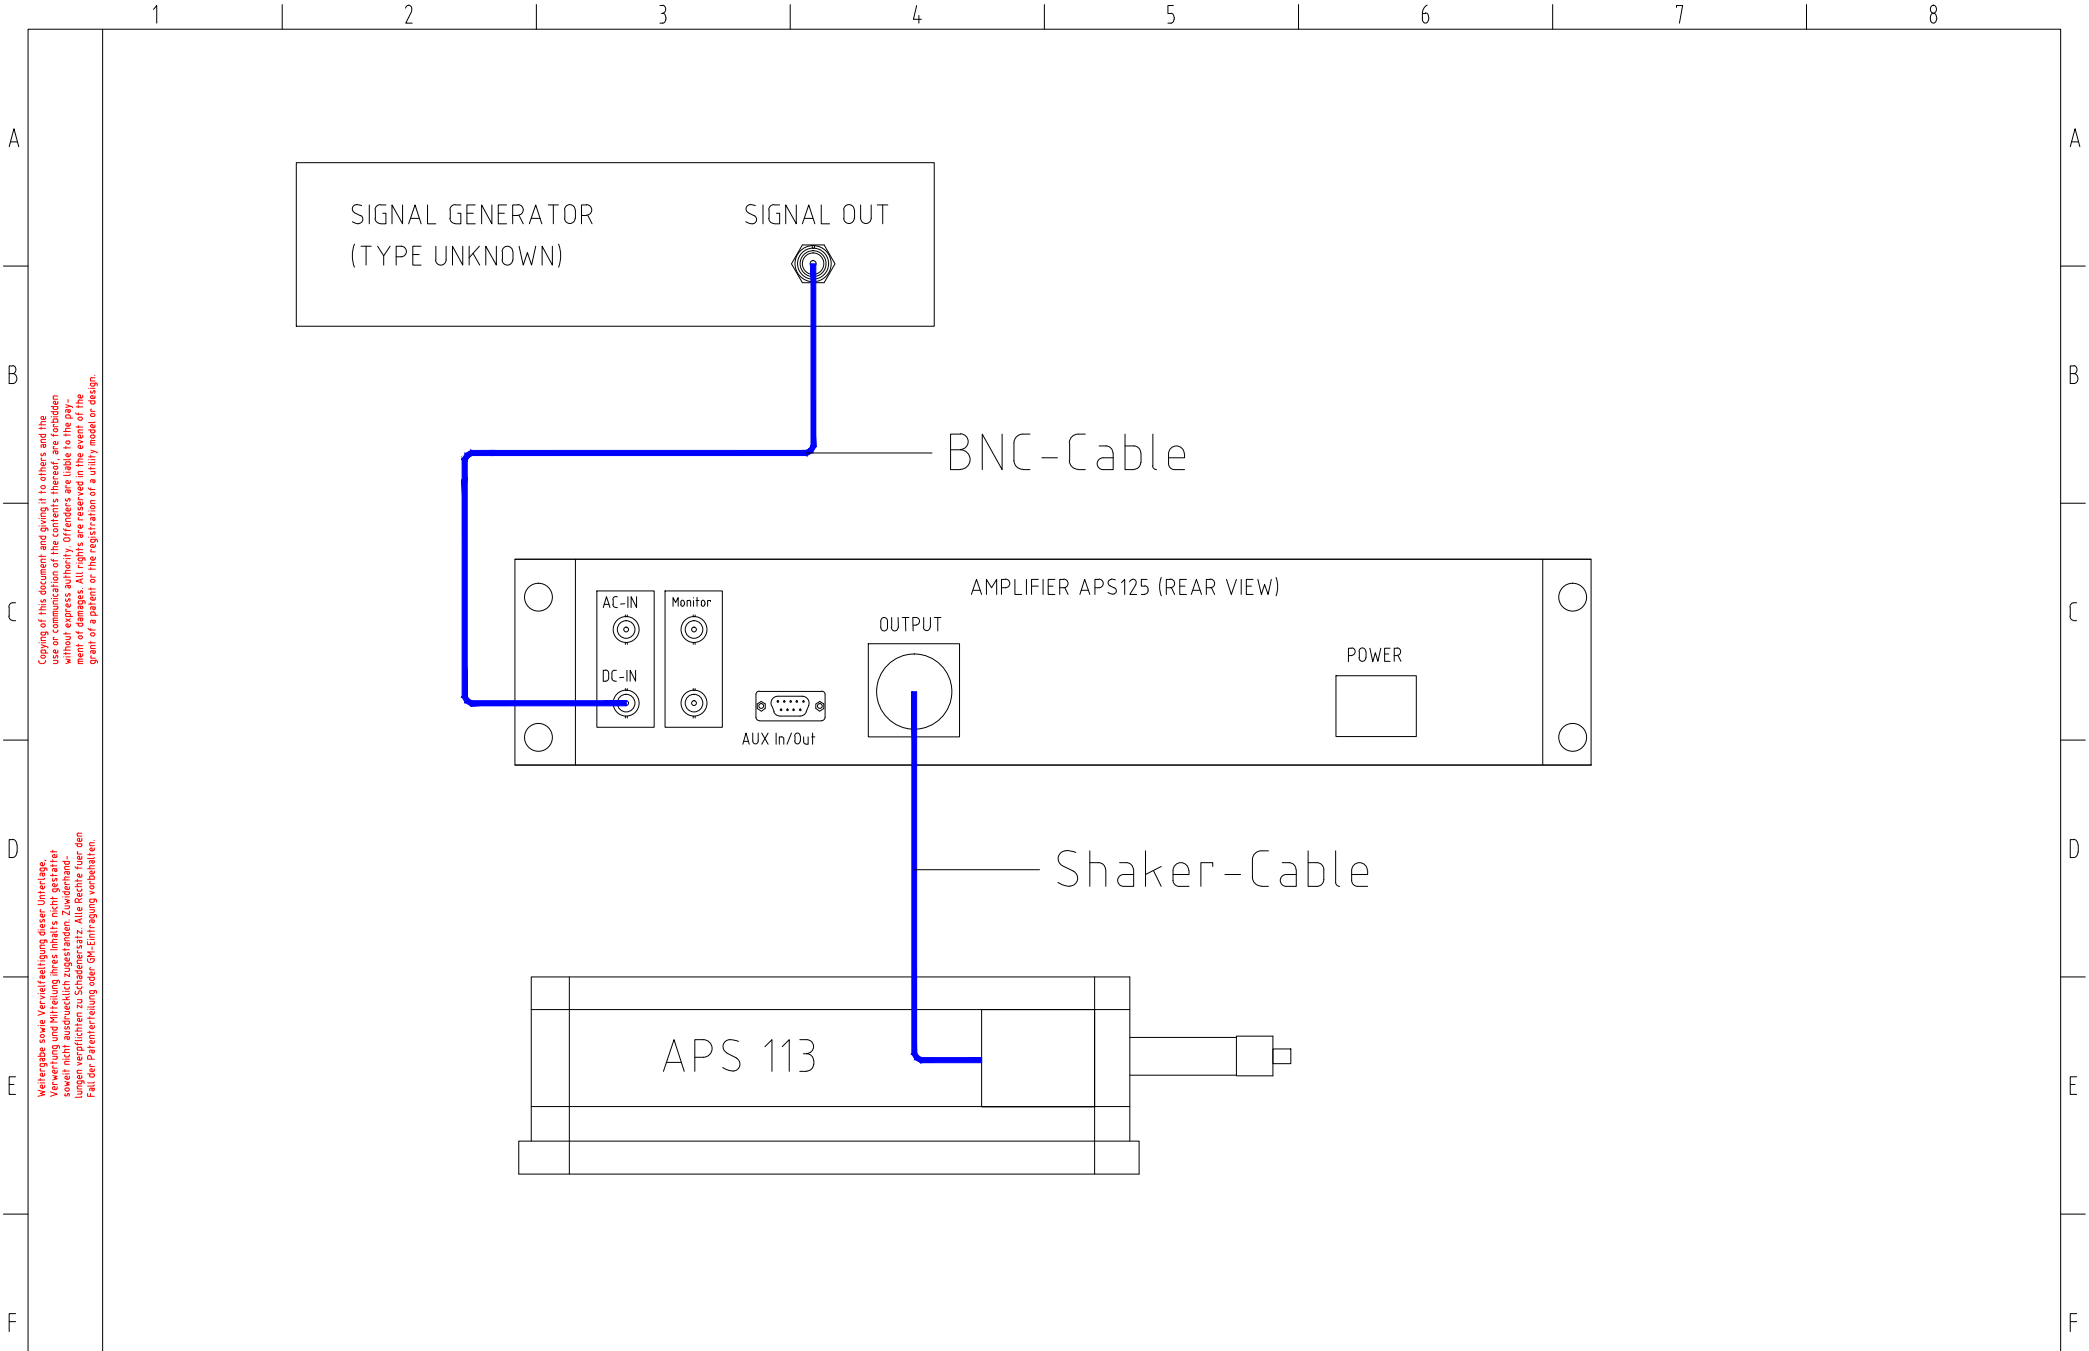 1 2 3 4 5 6 7 8
A A
SIGNAL GENERATOR
(TYPE UNKNOWN)
SIGNAL OUT
B B
BNC-Cable
Copying of this document and giving it to others and the
use or communication of the contents thereof, are forbidden
without express authority. Offenders are liable to the pay-
ment of damages. All rights are reserved in the event of the
grant of a patent or the registration of a utility model or design.
AMPLIFIER APS125 (REAR VIEW)
AC-IN
Monitor
C C
OUTPUT
POWER
DC-IN
AUX In/Out
D D
Shaker-Cable
Weitergabe sowie Vervielfaeltigung dieser Unterlage,
Verwertung und Mitteilung ihres Inhalts nicht gestattet
soweit nicht ausdruecklich zugestanden. Zuwiderhand-
lungen verpflichten zu Schadenersatz. Alle Rechte fuer den
Fall der Patenterteilung oder GM-Eintragung vorbehalten.
APS 113
E E
F F